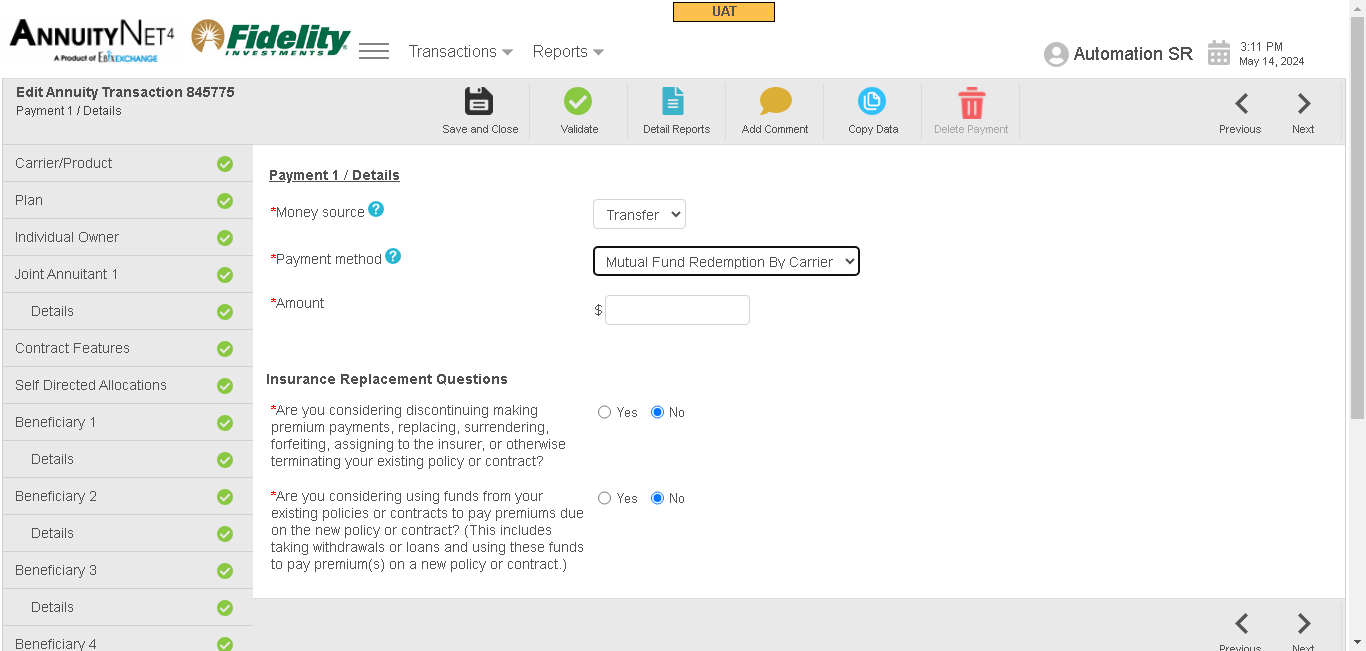 UAT
ANNUITYNET4
A Product of EbixEXCHANGE
Fidelity
INVESTMENTS
Transactions
Reports
Automation SR
3:11 PM
May 14, 2024
Edit Annuity Transaction 845775
Payment 1 / Details
Save and Close
Validate
Detail Reports
Add Comment
Copy Data
Delete Payment
Previous
Next
Carrier/Product
Plan
Individual Owner
Joint Annuitant 1
Details
Contract Features
Self Directed Allocations
Beneficiary 1
Details
Beneficiary 2
Details
Beneficiary 3
Details
Beneficiary 4
Payment 1 / Details
*Money source ?
Transfer
*Payment method ?
Mutual Fund Redemption By Carrier
*Amount
$
Insurance Replacement Questions
*Are you considering discontinuing making
premium payments, replacing, surrendering,
forfeiting, assigning to the insurer, or otherwise
terminating your existing policy or contract?
Yes No
*Are you considering using funds from your
existing policies or contracts to pay premiums due
on the new policy or contract? (This includes
taking withdrawals or loans and using these funds
to pay premium(s) on a new policy or contract.)
Yes No
Previous
Next